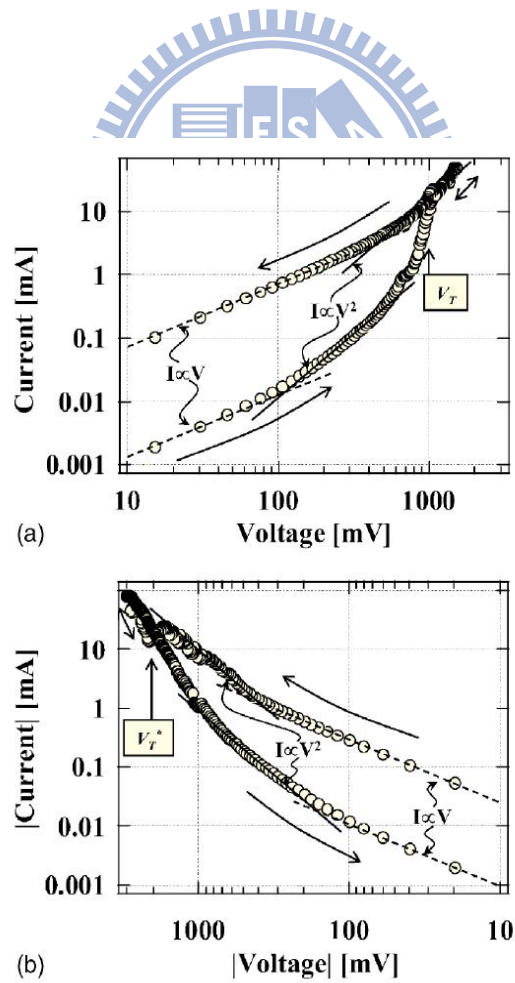 E S A
10
1
0.1
0.01
0.001
Current [mA]
I∝V²
I∝V
V_T
10
100
1000
Voltage [mV]
(a)
10
1
0.1
0.01
0.001
|Current| [mA]
V_T*
I∝V²
I∝V
1000
100
10
|Voltage| [mV]
(b)